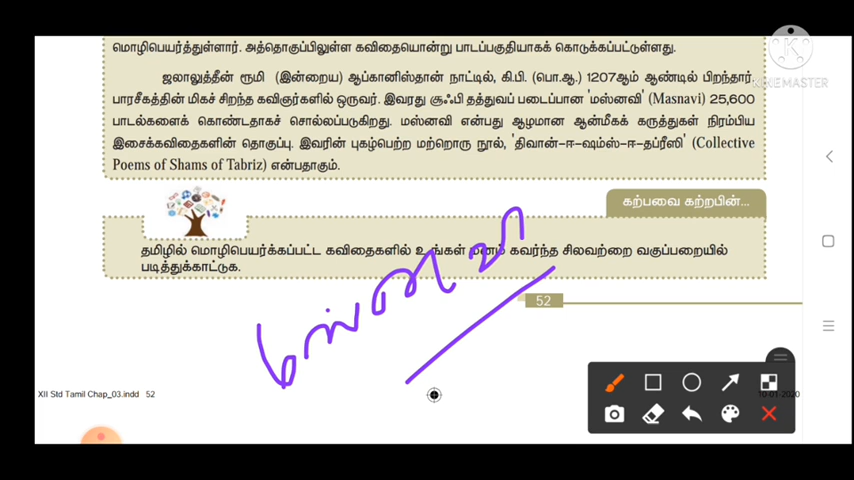 மொழிபெயர்த்துள்ளார். அத்தொகுப்பிலுள்ள கவிதையொன்று பாடப்பகுதியாகக் கொடுக்கப்பட்டுள்ளது.
ஜலாலுத்தீன் ரூமி (இன்றைய) ஆப்கானிஸ்தான் நாட்டில், கி.பி. (பொ.ஆ.) 1207ஆம் ஆண்டில் பிறந்தார்.
பாரசீகத்தின் மிகச் சிறந்த கவிஞர்களில் ஒருவர். இவரது சூஃபி தத்துவப் படைப்பான 'மஸ்னவி' (Masnavi) 25,600
பாடல்களைக் கொண்டதாகச் சொல்லப்படுகிறது. மஸ்னவி என்பது ஆழமான ஆன்மீகக் கருத்துகள் நிரம்பிய
இசைக்கவிதைகளின் தொகுப்பு. இவரின் புகழ்பெற்ற மற்றொரு நூல், 'திவான்-ஈ-ஷம்ஸ்-ஈ-தப்ரீஸி' (Collective
Poems of Shams of Tabriz) என்பதாகும்.
KINEMASTER
கற்பவை கற்றபின்...
தமிழில் மொழிபெயர்க்கப்பட்ட கவிதைகளில் உங்கள் மனம் கவர்ந்த சிலவற்றை வகுப்பறையில்
படித்துக்காட்டுக.
52
XII Std Tamil Chap_03.indd 52
10-01-2020